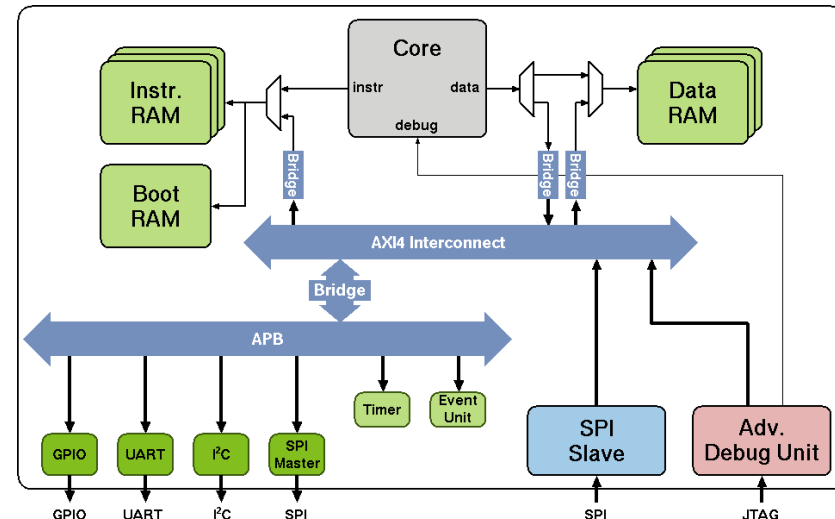 Core
Instr.
RAM
instr
data
Data
RAM
debug
Bridge
Bridge
Bridge
Boot
RAM
AXI4 Interconnect
Bridge
APB
Timer
Event
Unit
SPI
Slave
Adv.
Debug Unit
GPIO
UART
I²C
SPI
Master
GPIO
UART
I²C
SPI
SPI
JTAG